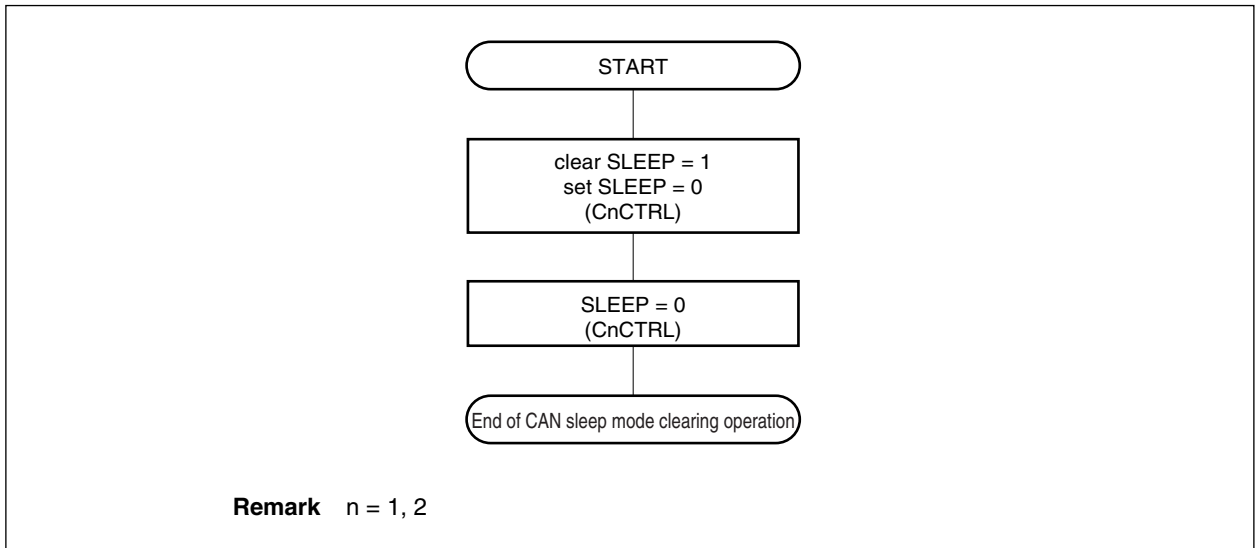 START
clear SLEEP = 1
set SLEEP = 0
(CnCTRL)
SLEEP = 0
(CnCTRL)
End of CAN sleep mode clearing operation
Remark n = 1, 2